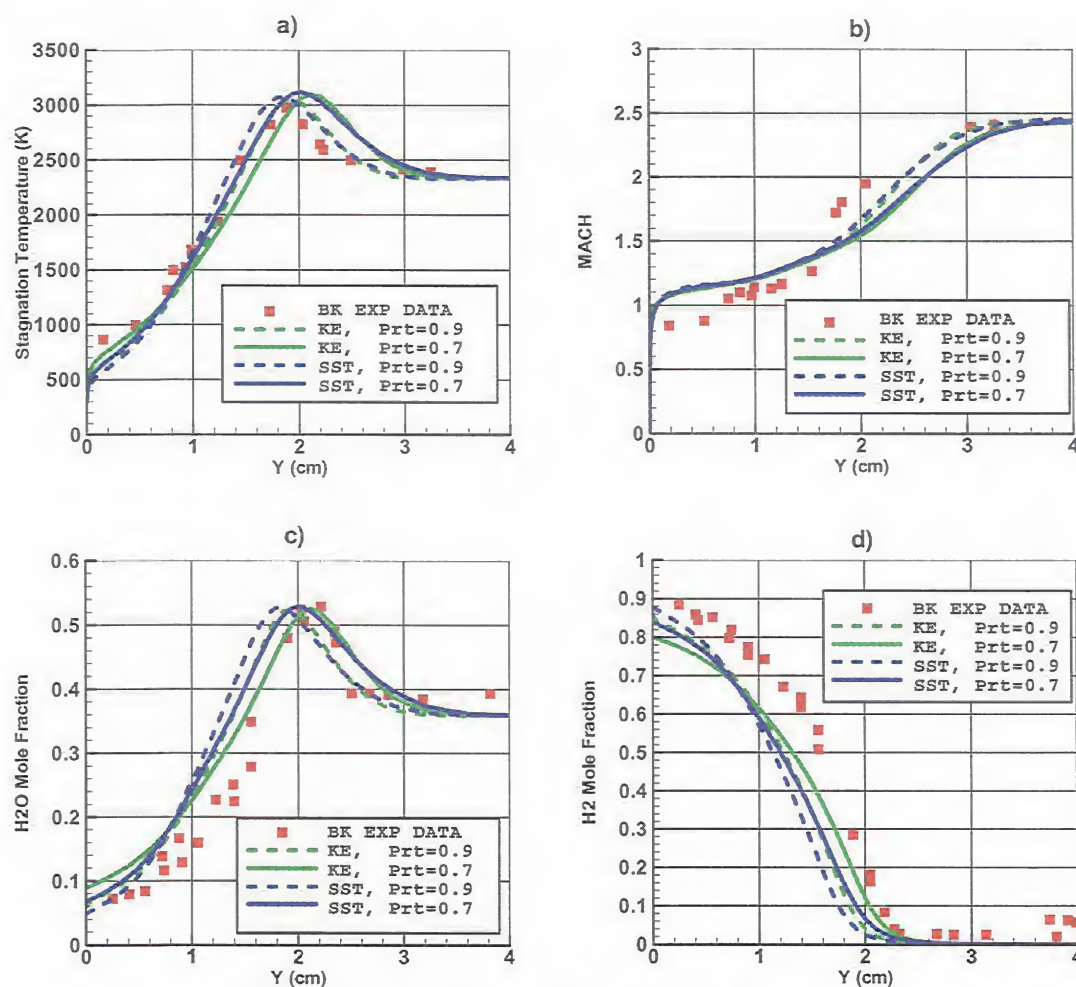 a)
Stagnation Temperature (K)
3500
3000
2500
2000
1500
1000
500
0
BK EXP DATA
KE, Prt=0.9
KE, Prt=0.7
SST, Prt=0.9
SST, Prt=0.7
0 1 2 3 4
Y (cm)
b)
MACH
3
2.5
2
1.5
1
0.5
0
BK EXP DATA
KE, Prt=0.9
KE, Prt=0.7
SST, Prt=0.9
SST, Prt=0.7
0 1 2 3 4
Y (cm)
c)
H2O Mole Fraction
0.6
0.5
0.4
0.3
0.2
0.1
0
BK EXP DATA
KE, Prt=0.9
KE, Prt=0.7
SST, Prt=0.9
SST, Prt=0.7
0 1 2 3 4
Y (cm)
d)
H2 Mole Fraction
1
0.9
0.8
0.7
0.6
0.5
0.4
0.3
0.2
0.1
0
BK EXP DATA
KE, Prt=0.9
KE, Prt=0.7
SST, Prt=0.9
SST, Prt=0.7
0 1 2 3 4
Y (cm)